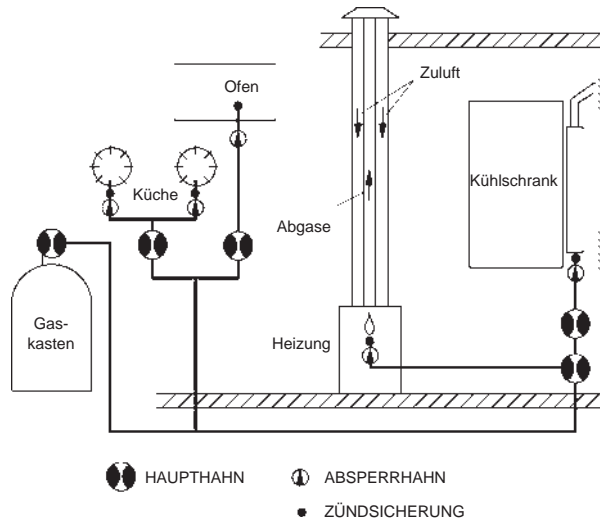 Zuluft
Ofen
Küche
Kühlschrank
Abgase
Gas-
kasten
Heizung
HAUPTHAHN
ABSPERRHAHN
ZÜNDSICHERUNG